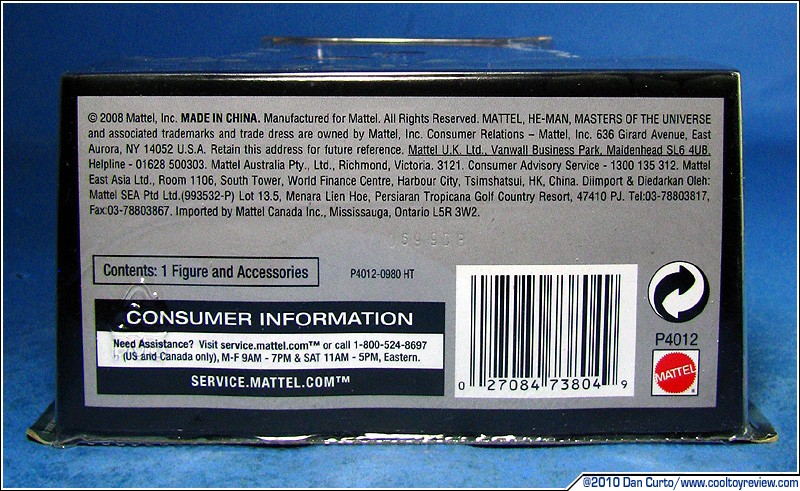 © 2008 Mattel, Inc. MADE IN CHINA. Manufactured for Mattel. All Rights Reserved. MATTEL, HE-MAN, MASTERS OF THE UNIVERSE
and associated trademarks and trade dress are owned by Mattel, Inc. Consumer Relations – Mattel, Inc. 636 Girard Avenue, East
Aurora, NY 14052 U.S.A. Retain this address for future reference. Mattel U.K. Ltd., Vanwall Business Park, Maidenhead SL6 4UB.
Helpline - 01628 500303. Mattel Australia Pty., Ltd., Richmond, Victoria. 3121. Consumer Advisory Service - 1300 135 312. Mattel
East Asia Ltd., Room 1106, South Tower, World Finance Centre, Harbour City, Tsimshatsui, HK, China. Diimport & Diedarkan Oleh:
Mattel SEA Ptd Ltd.(993532-P) Lot 13.5, Menara Lien Hoe, Persiaran Tropicana Golf Country Resort, 47410 PJ. Tel:03-78803817,
Fax:03-78803867. Imported by Mattel Canada Inc., Mississauga, Ontario L5R 3W2.
Contents: 1 Figure and Accessories
P4012-0980 HT
CONSUMER INFORMATION
Need Assistance? Visit service.mattel.com™ or call 1-800-524-8697
(US and Canada only), M-F 9AM - 7PM & SAT 11AM - 5PM, Eastern.
SERVICE.MATTEL.COM™
0 27084 73804 9
P4012
MATTEL
©2010 Dan Curto/www.cooltoyreview.com